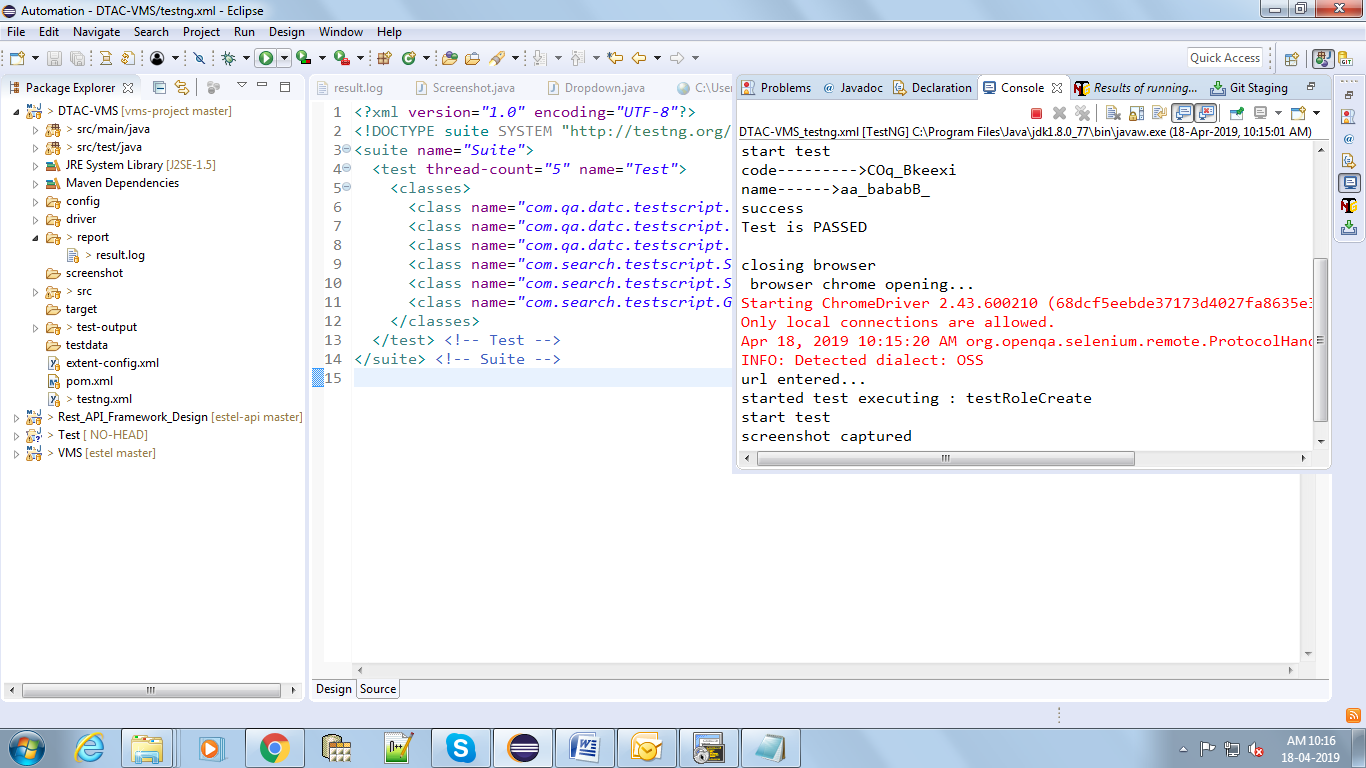 Automation - DTAC-VMS/testng.xml - Eclipse
File Edit Navigate Search Project Run Design Window Help
Quick Access
Package Explorer
DTAC-VMS [vms-project master]
src/main/java
src/test/java
JRE System Library [J2SE-1.5]
Maven Dependencies
config
driver
report
result.log
screenshot
src
target
test-output
testdata
extent-config.xml
pom.xml
testng.xml
Rest_API_Framework_Design [estel-api master]
Test [ NO-HEAD]
VMS [estel master]
result.log Screenshot.java Dropdown.java C:\User
1 <?xml version="1.0" encoding="UTF-8"?>
2 <!DOCTYPE suite SYSTEM "http://testng.org/
3 <suite name="Suite">
4 <test thread-count="5" name="Test">
5 <classes>
6 <class name="com.qa.datc.testscript.
7 <class name="com.qa.datc.testscript.
8 <class name="com.qa.datc.testscript.
9 <class name="com.search.testscript.S
10 <class name="com.search.testscript.S
11 <class name="com.search.testscript.G
12 </classes>
13 </test> <!-- Test -->
14 </suite> <!-- Suite -->
15
Design Source
Problems Javadoc Declaration Console Results of running... Git Staging
DTAC-VMS_testng.xml [TestNG] C:\Program Files\Java\jdk1.8.0_77\bin\javaw.exe (18-Apr-2019, 10:15:01 AM)
start test
code--------->COq_Bkeexi
name------>aa_bababB_
success
Test is PASSED
closing browser
browser chrome opening...
Starting ChromeDriver 2.43.600210 (68dcf5eebde37173d4027fa8635e3
Only local connections are allowed.
Apr 18, 2019 10:15:20 AM org.openqa.selenium.remote.ProtocolHand
INFO: Detected dialect: OSS
url entered...
started test executing : testRoleCreate
start test
screenshot captured
AM 10:16
18-04-2019